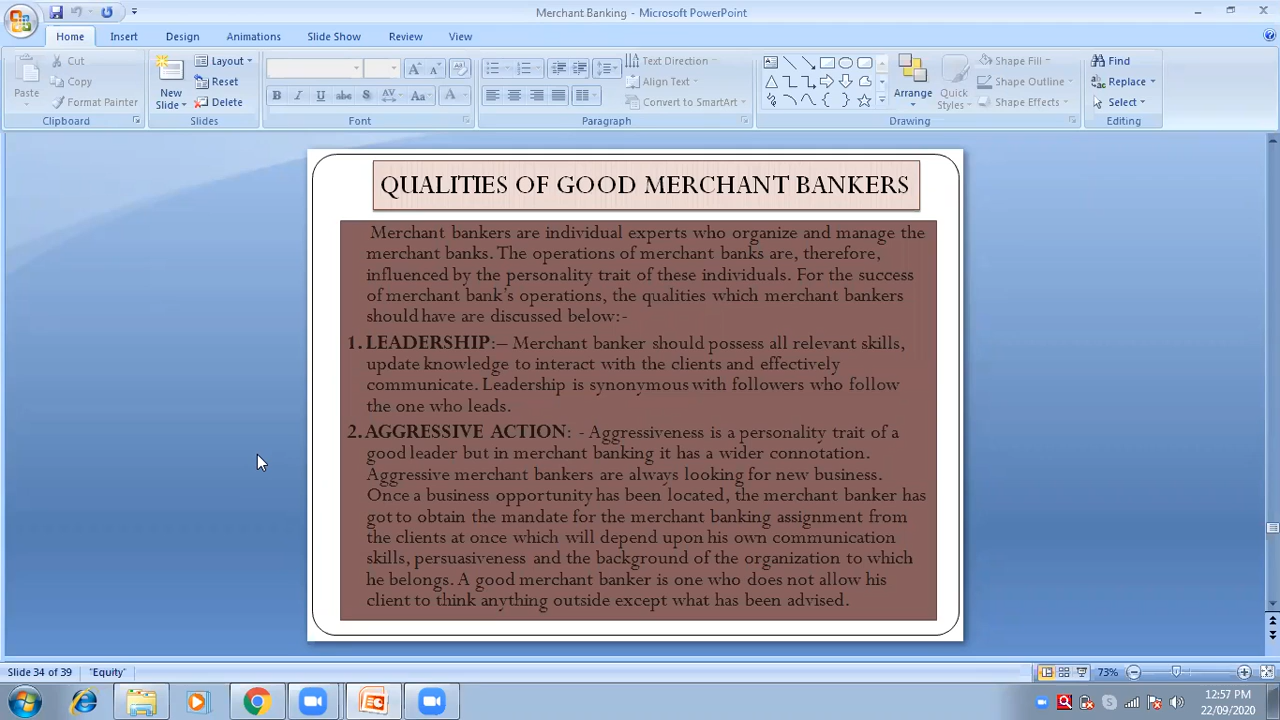 Merchant Banking - Microsoft PowerPoint
Home Insert Design Animations Slide Show Review View
Paste
Cut
Copy
Format Painter
Clipboard
New Slide
Layout
Reset
Delete
Slides
B I U abc S AV Aa A
Font
Text Direction
Align Text
Convert to SmartArt
Paragraph
Arrange
Quick Styles
Shape Fill
Shape Outline
Shape Effects
Drawing
Find
Replace
Select
Editing
QUALITIES OF GOOD MERCHANT BANKERS
Merchant bankers are individual experts who organize and manage the
merchant banks. The operations of merchant banks are, therefore,
influenced by the personality trait of these individuals. For the success
of merchant bank's operations, the qualities which merchant bankers
should have are discussed below:-
1. LEADERSHIP:– Merchant banker should possess all relevant skills,
update knowledge to interact with the clients and effectively
communicate. Leadership is synonymous with followers who follow
the one who leads.
2. AGGRESSIVE ACTION: - Aggressiveness is a personality trait of a
good leader but in merchant banking it has a wider connotation.
Aggressive merchant bankers are always looking for new business.
Once a business opportunity has been located, the merchant banker has
got to obtain the mandate for the merchant banking assignment from
the clients at once which will depend upon his own communication
skills, persuasiveness and the background of the organization to which
he belongs. A good merchant banker is one who does not allow his
client to think anything outside except what has been advised.
Slide 34 of 39 "Equity" 73%
12:57 PM
22/09/2020